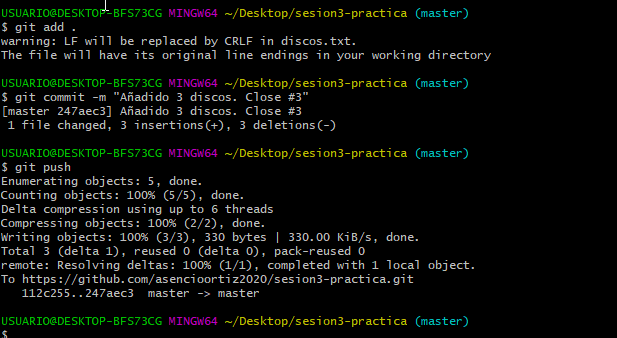 USUARIO@DESKTOP-BFS73CG MINGW64 ~/Desktop/sesion3-practica (master)
$ git add .
warning: LF will be replaced by CRLF in discos.txt.
The file will have its original line endings in your working directory
USUARIO@DESKTOP-BFS73CG MINGW64 ~/Desktop/sesion3-practica (master)
$ git commit -m "Añadido 3 discos. Close #3"
[master 247aec3] Añadido 3 discos. Close #3
 1 file changed, 3 insertions(+), 3 deletions(-)
USUARIO@DESKTOP-BFS73CG MINGW64 ~/Desktop/sesion3-practica (master)
$ git push
Enumerating objects: 5, done.
Counting objects: 100% (5/5), done.
Delta compression using up to 6 threads
Compressing objects: 100% (2/2), done.
Writing objects: 100% (3/3), 330 bytes | 330.00 KiB/s, done.
Total 3 (delta 1), reused 0 (delta 0), pack-reused 0
remote: Resolving deltas: 100% (1/1), completed with 1 local object.
To https://github.com/asencioortiz2020/sesion3-practica.git
   112c255..247aec3  master -> master
USUARIO@DESKTOP-BFS73CG MINGW64 ~/Desktop/sesion3-practica (master)
$